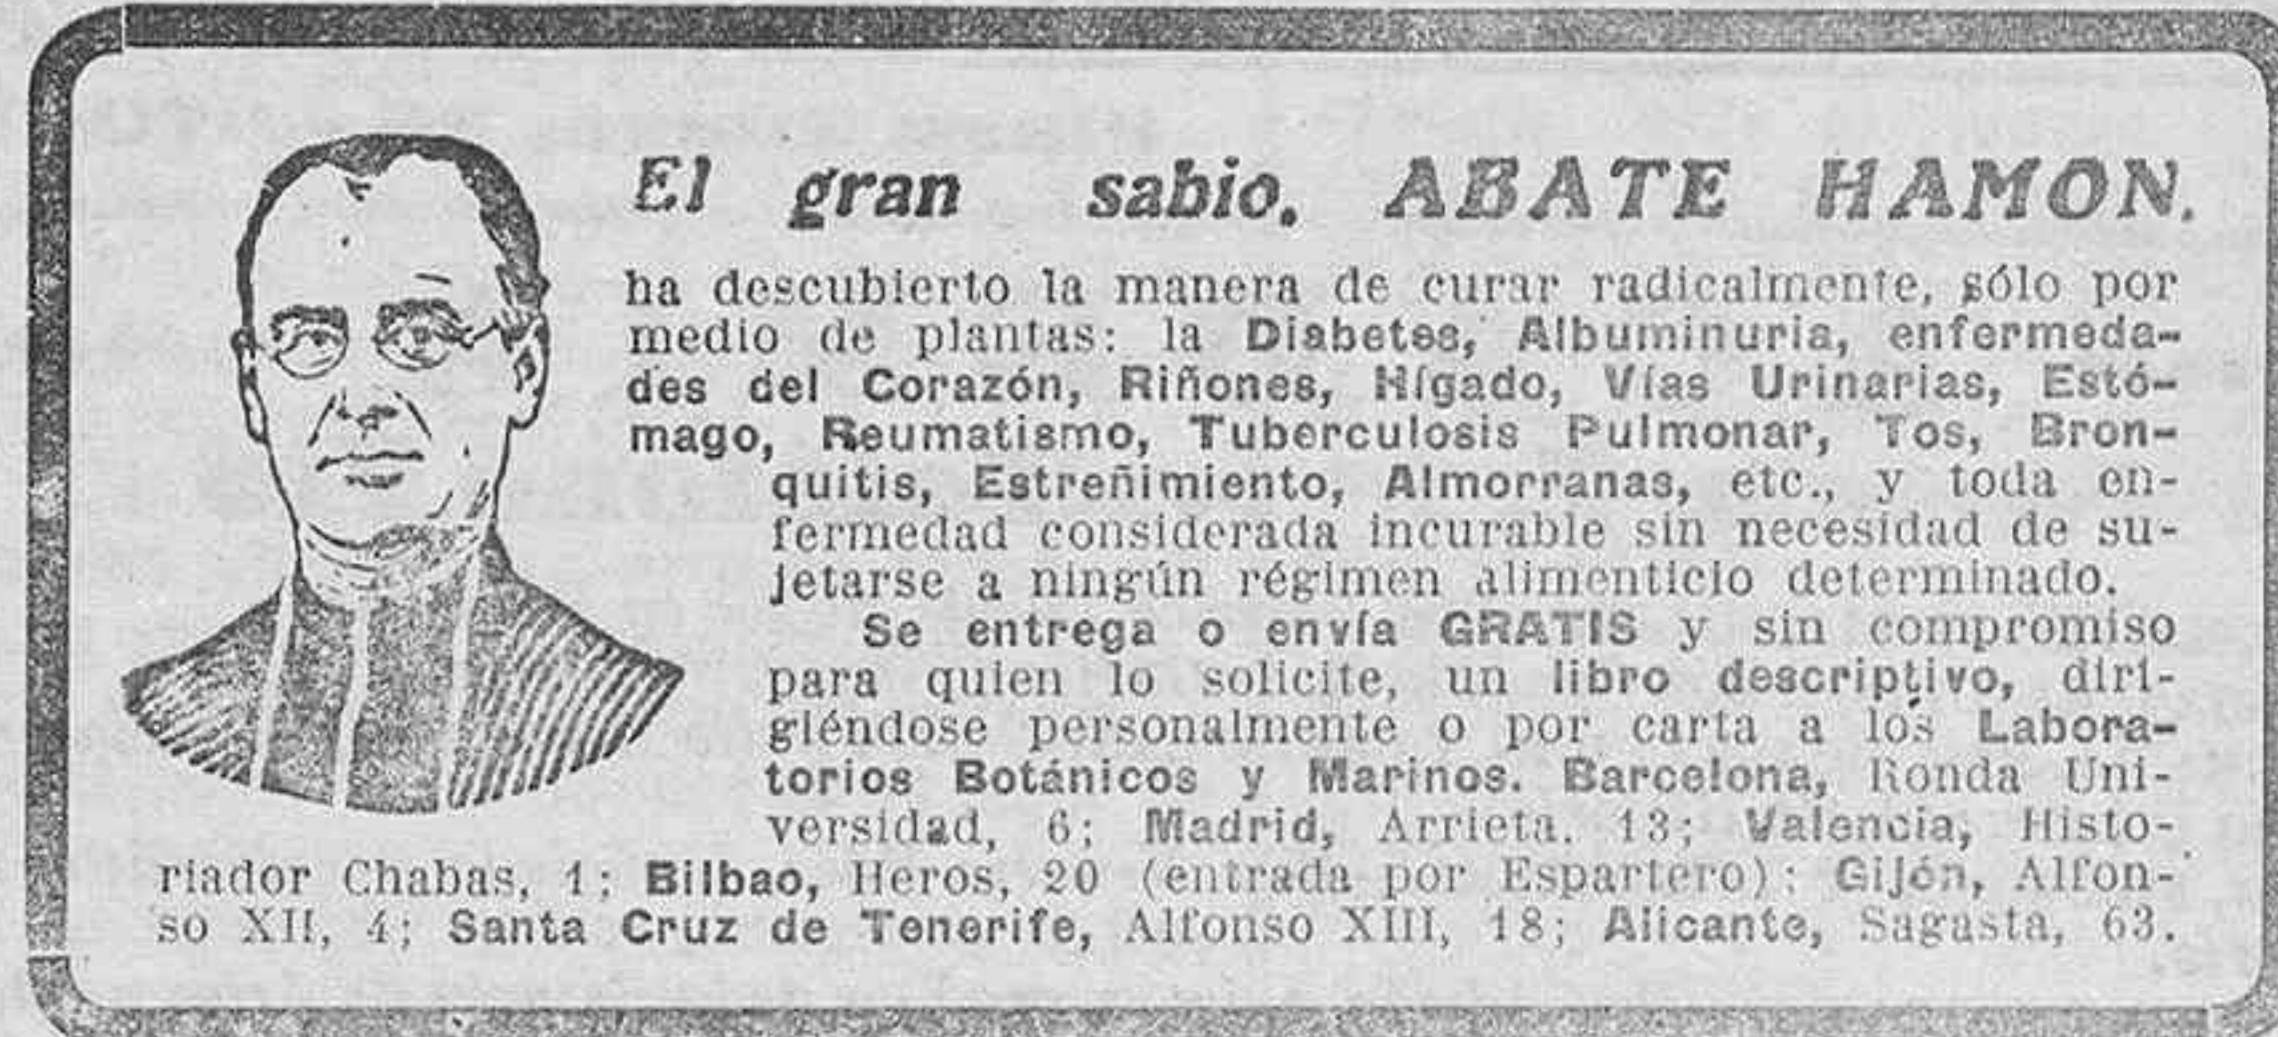 El gran sabio. ABATE HAMON.
ha descubierto la manera de curar radicalmente, sólo por
medio de plantas: la Diabetes, Albuminuria, enfermeda-
des del Corazón, Riñones, Hígado, Vías Urinarias, Estó-
mago, Reumatismo, Tuberculosis Pulmonar, Tos, Bron-
quitis, Estreñimiento, Almorranas, etc., y toda en-
fermedad considerada incurable sin necesidad de su-
jetarse a ningún régimen alimenticio determinado.
Se entrega o envía GRATIS y sin compromiso
para quien lo solicite, un libro descriptivo, diri-
giéndose personalmente o por carta a los Labora-
torios Botánicos y Marinos. Barcelona, Ronda Uni-
versidad, 6; Madrid, Arrieta. 13; Valencia, Histo-
riador Chabas, 1; Bilbao, Heros, 20 (entrada por Espartero); Gijón, Alfon-
so XII, 4; Santa Cruz de Tenerife, Alfonso XIII, 18; Alicante, Sagasta, 63.